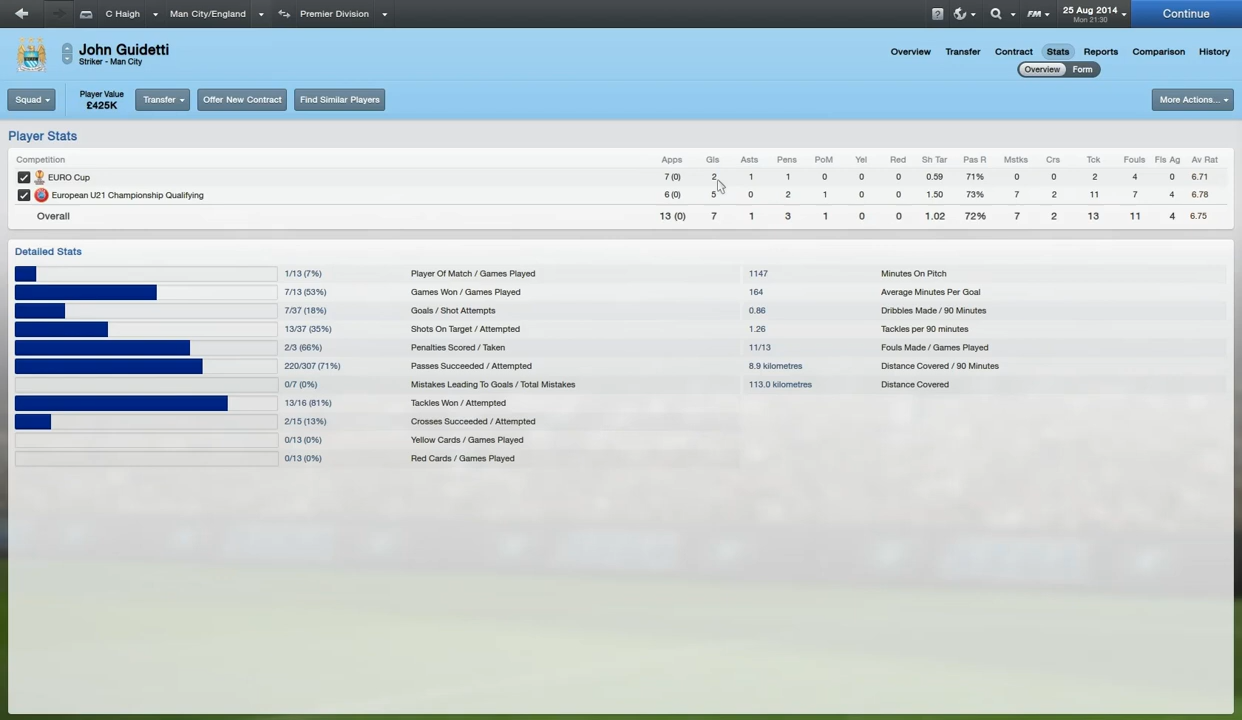 C Haigh Man City/England Premier Division ? FM 25 Aug 2014 Continue
Mon 21:30
John Guidetti
Striker - Man City
Overview Transfer Contract Stats Reports Comparison History
Overview Form
Squad Player Value Transfer Offer New Contract Find Similar Players More Actions...
£425K
Player Stats
Competition Apps Gls Asts Pens PoM Yel Red Sh Tar Pas R Mstks Crs Tck Fouls Fls Ag Av Rat
EURO Cup 7 (0) 2 1 1 0 0 0 0.59 71% 0 0 2 4 0 6.71
European U21 Championship Qualifying 6 (0) 5 0 2 1 0 0 1.50 73% 7 2 11 7 4 6.78
Overall 13 (0) 7 1 3 1 0 0 1.02 72% 7 2 13 11 4 6.75
Detailed Stats
1/13 (7%) Player Of Match / Games Played 1147 Minutes On Pitch
7/13 (53%) Games Won / Games Played 164 Average Minutes Per Goal
7/37 (18%) Goals / Shot Attempts 0.86 Dribbles Made / 90 Minutes
13/37 (35%) Shots On Target / Attempted 1.26 Tackles per 90 minutes
2/3 (66%) Penalties Scored / Taken 11/13 Fouls Made / Games Played
220/307 (71%) Passes Succeeded / Attempted 8.9 kilometres Distance Covered / 90 Minutes
0/7 (0%) Mistakes Leading To Goals / Total Mistakes 113.0 kilometres Distance Covered
13/16 (81%) Tackles Won / Attempted
2/15 (13%) Crosses Succeeded / Attempted
0/13 (0%) Yellow Cards / Games Played
0/13 (0%) Red Cards / Games Played